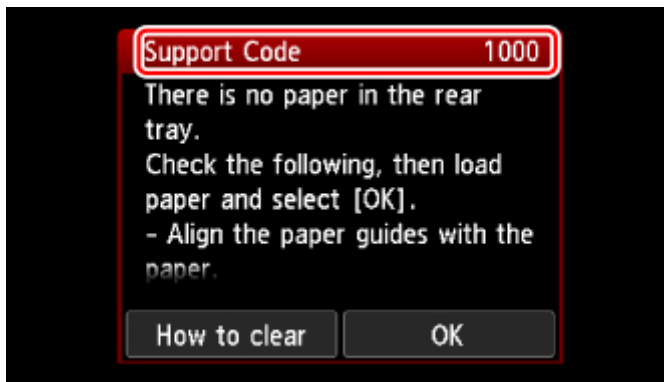 Support Code 1000
There is no paper in the rear
tray.
Check the following, then load
paper and select [OK].
- Align the paper guides with the
paper.
How to clear OK